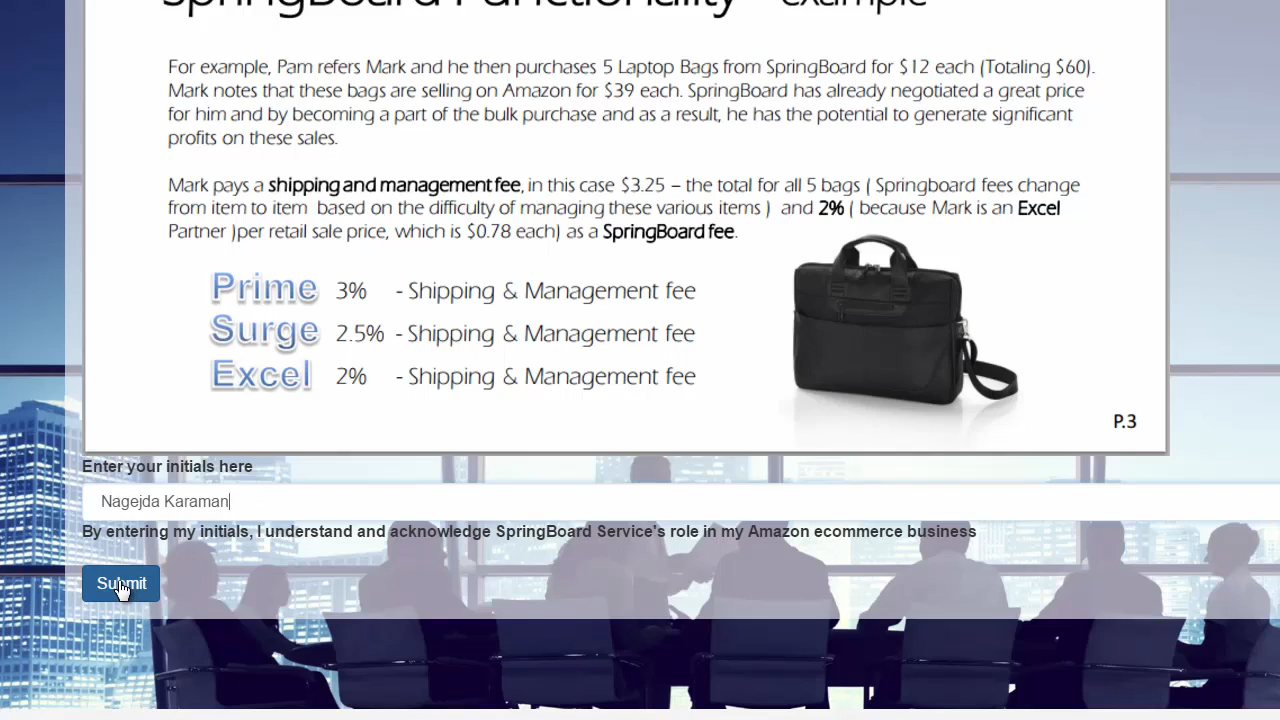 SpringBoard Functionality - example
For example, Pam refers Mark and he then purchases 5 Laptop Bags from SpringBoard for $12 each (Totaling $60).
Mark notes that these bags are selling on Amazon for $39 each. SpringBoard has already negotiated a great price
for him and by becoming a part of the bulk purchase and as a result, he has the potential to generate significant
profits on these sales.
Mark pays a shipping and management fee, in this case $3.25 – the total for all 5 bags ( Springboard fees change
from item to item based on the difficulty of managing these various items ) and 2% ( because Mark is an Excel
Partner )per retail sale price, which is $0.78 each) as a SpringBoard fee.
Prime 3% - Shipping & Management fee
Surge 2.5% - Shipping & Management fee
Excel 2% - Shipping & Management fee
P.3
Enter your initials here
Nagejda Karaman
By entering my initials, I understand and acknowledge SpringBoard Service's role in my Amazon ecommerce business
Submit